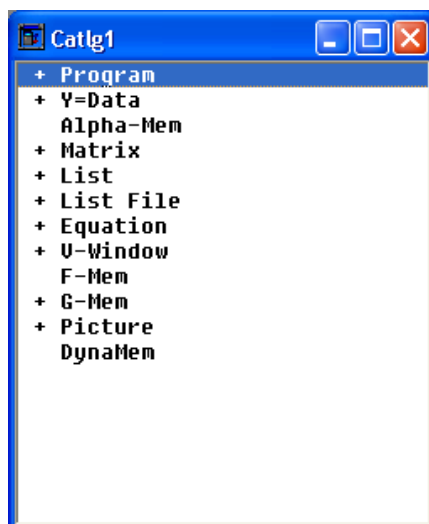 Catlg1
+ Program
+ Y=Data
Alpha-Mem
+ Matrix
+ List
+ List File
+ Equation
+ V-Window
F-Mem
+ G-Mem
+ Picture
DynaMem